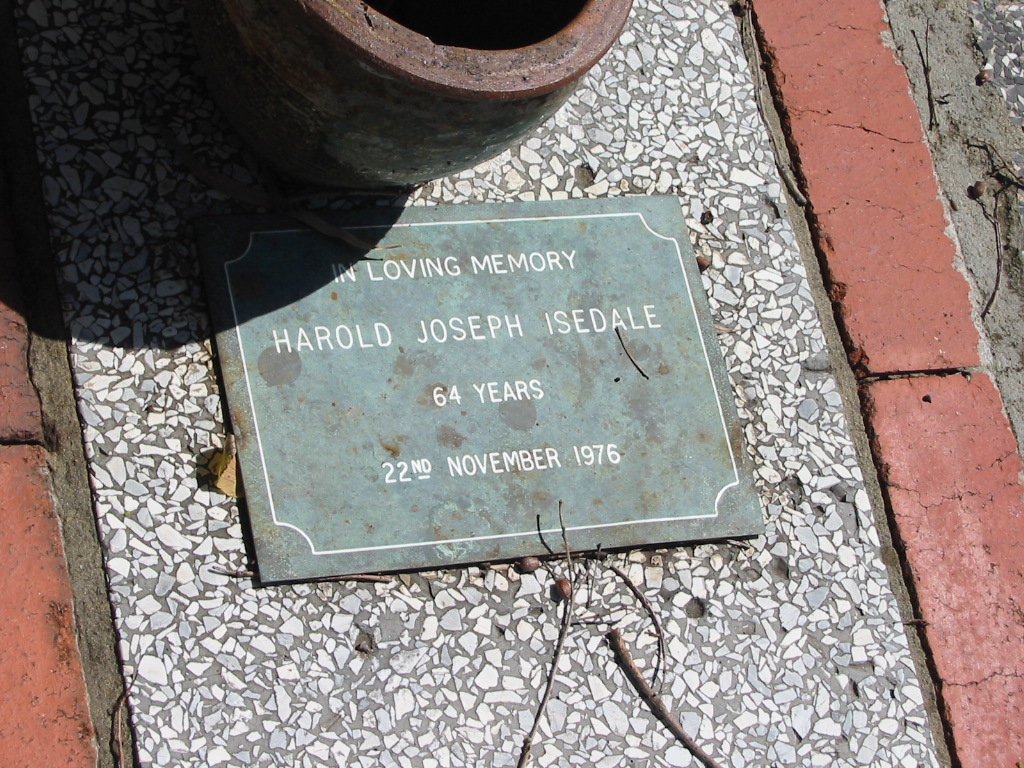 IN LOVING MEMORY
HAROLD JOSEPH ISEDALE
64 YEARS
22ND NOVEMBER 1976